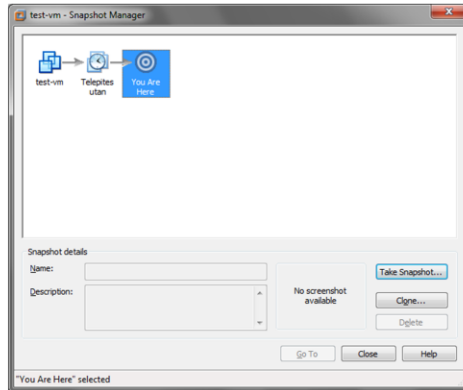 test-vm - Snapshot Manager
test-vm
Telepites
utan
You Are
Here
Snapshot details
Name:
Description:
No screenshot
available
Take Snapshot...
Clone...
Delete
Go To
Close
Help
"You Are Here" selected